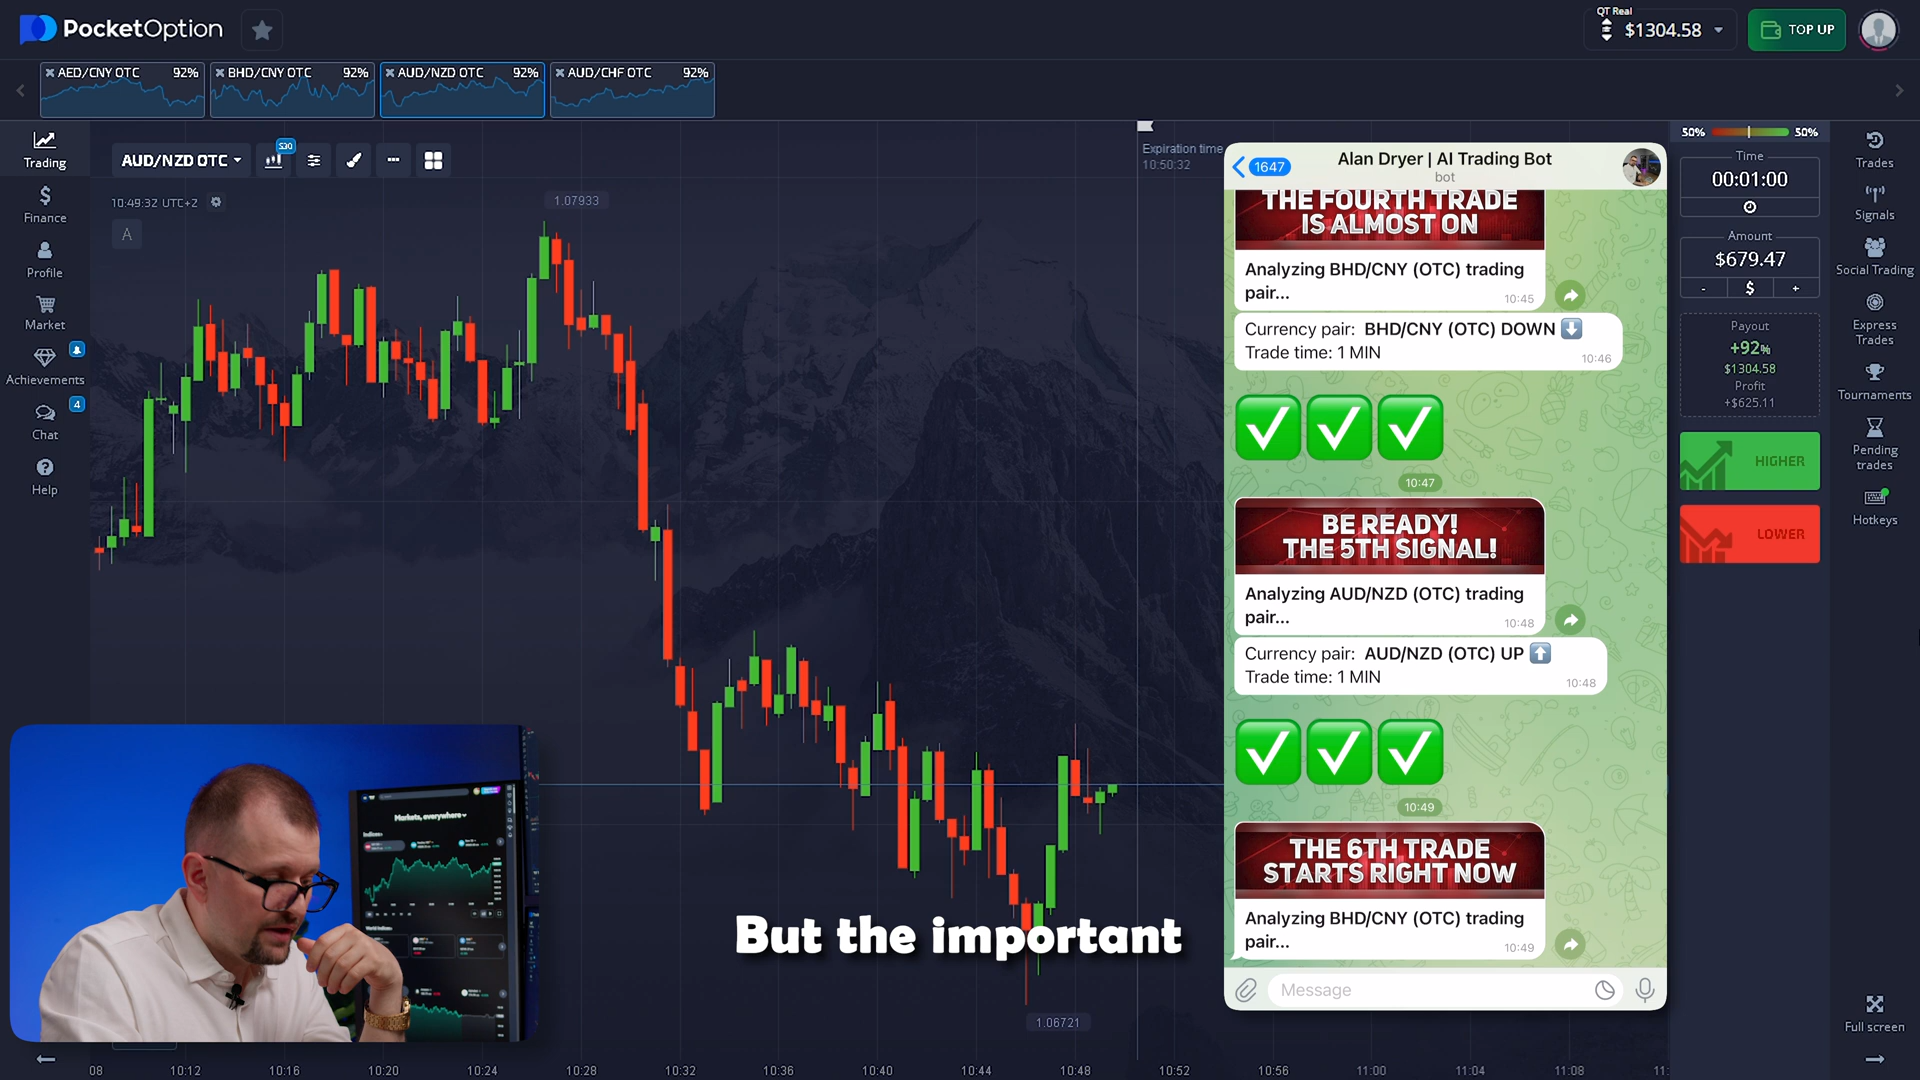 PocketOption
QT Real
$1304.58
TOP UP
AED/CNY OTC 92%
BHD/CNY OTC 92%
AUD/NZD OTC 92%
AUD/CHF OTC 92%
Trading
Finance
Profile
Market
Achievements
4
Chat
Help
AUD/NZD OTC
S30
10:49:32 UTC+2
A
1.07933
Expiration time
10:50:32
1.06721
08 10:12 10:16 10:20 10:24 10:28 10:32 10:36 10:40 10:44 10:48 10:52 10:56 11:00 11:04 11:08 11:
Markets, everywhere
But the important
1647
Alan Dryer | AI Trading Bot
bot
THE FOURTH TRADE
IS ALMOST ON
Analyzing BHD/CNY (OTC) trading
pair...
10:45
Currency pair: BHD/CNY (OTC) DOWN
Trade time: 1 MIN
10:46
10:47
BE READY!
THE 5TH SIGNAL!
Analyzing AUD/NZD (OTC) trading
pair...
10:48
Currency pair: AUD/NZD (OTC) UP
Trade time: 1 MIN
10:48
10:49
THE 6TH TRADE
STARTS RIGHT NOW
Analyzing BHD/CNY (OTC) trading
pair...
10:49
Message
50% 50%
Time
00:01:00
Amount
$679.47
- $ +
Payout
+92%
$1304.58
Profit
+$625.11
HIGHER
LOWER
Trades
Signals
Social Trading
Express
Trades
Tournaments
Pending
trades
Hotkeys
Full screen